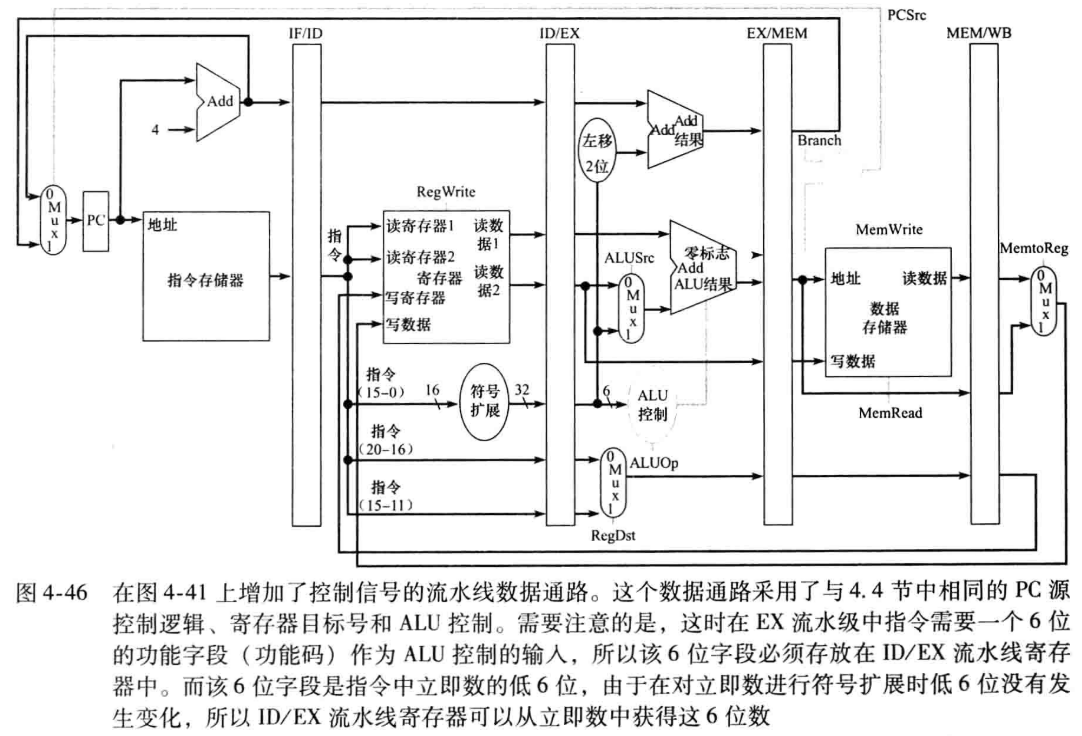 PCSrc
IF/ID
ID/EX
EX/MEM
MEM/WB
Add
4
左移
2位
Add
Add
结果
Branch
0
M
u
x
1
PC
地址
指令存储器
RegWrite
指
令
读寄存器1
读寄存器2
寄存器
写寄存器
写数据
读数
据1
读数
据2
ALUSrc
0
M
u
x
1
零标志
Add
ALU结果
MemWrite
地址
读数据
数据
存储器
写数据
MemRead
MemtoReg
0
M
u
x
1
指令
(15-0)
16
符号
扩展
32
6
ALU
控制
ALUOp
指令
(20-16)
指令
(15-11)
0
M
u
x
1
RegDst
图 4-46 在图 4-41 上增加了控制信号的流水线数据通路。这个数据通路采用了与 4.4 节中相同的 PC 源
控制逻辑、寄存器目标号和 ALU 控制。需要注意的是，这时在 EX 流水级中指令需要一个 6 位
的功能字段（功能码）作为 ALU 控制的输入，所以该 6 位字段必须存放在 ID/EX 流水线寄存
器中。而该 6 位字段是指令中立即数的低 6 位，由于在对立即数进行符号扩展时低 6 位没有发
生变化，所以 ID/EX 流水线寄存器可以从立即数中获得这 6 位数